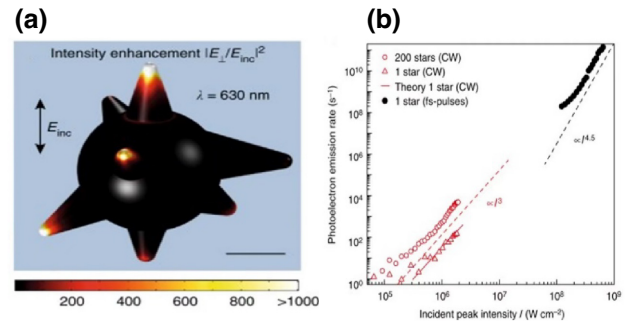 (a)
Intensity enhancement |E⊥/Einc|²
λ = 630 nm
Einc
200 400 600 800 >1000
(b)
Photoelectron emission rate (s⁻¹)
10¹⁰
10⁸
10⁶
10⁴
10²
10⁰
200 stars (CW)
1 star (CW)
Theory 1 star (CW)
1 star (fs-pulses)
∝I⁴·⁵
∝I³
10⁵ 10⁶ 10⁷ 10⁸ 10⁹
Incident peak intensity I (W cm⁻²)